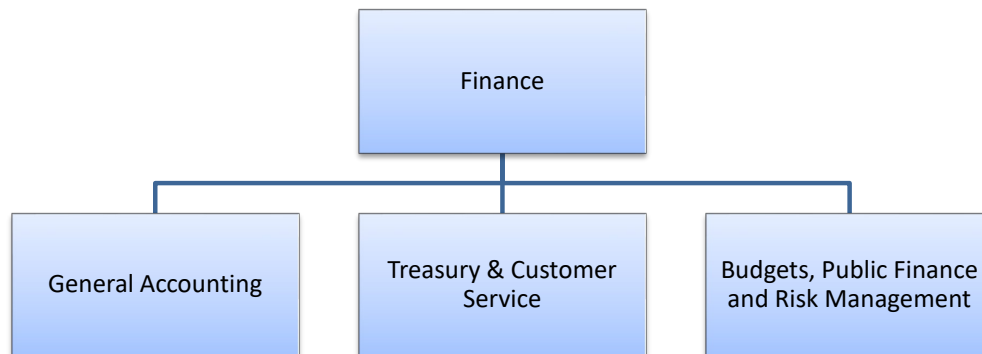 Finance
General Accounting
Treasury & Customer
Service
Budgets, Public Finance
and Risk Management